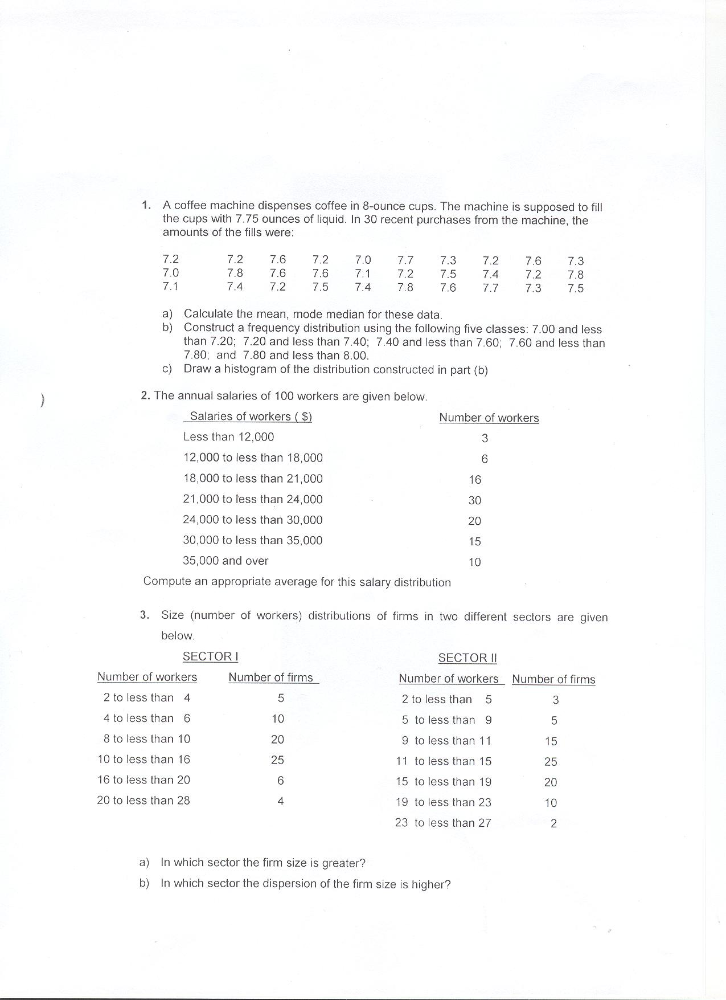 1. A coffee machine dispenses coffee in 8-ounce cups. The machine is supposed to fill
the cups with 7.75 ounces of liquid. In 30 recent purchases from the machine, the
amounts of the fills were:
7.2 7.2 7.6 7.2 7.0 7.7 7.3 7.2 7.6 7.3
7.0 7.8 7.6 7.6 7.1 7.2 7.5 7.4 7.2 7.8
7.1 7.4 7.2 7.5 7.4 7.8 7.6 7.7 7.3 7.5
a) Calculate the mean, mode median for these data.
b) Construct a frequency distribution using the following five classes: 7.00 and less
than 7.20; 7.20 and less than 7.40; 7.40 and less than 7.60; 7.60 and less than
7.80; and 7.80 and less than 8.00.
c) Draw a histogram of the distribution constructed in part (b)
)
2. The annual salaries of 100 workers are given below.
Salaries of workers ( $) Number of workers
Less than 12,000 3
12,000 to less than 18,000 6
18,000 to less than 21,000 16
21,000 to less than 24,000 30
24,000 to less than 30,000 20
30,000 to less than 35,000 15
35,000 and over 10
Compute an appropriate average for this salary distribution
3. Size (number of workers) distributions of firms in two different sectors are given
below.
SECTOR I SECTOR II
Number of workers Number of firms Number of workers Number of firms
2 to less than 4 5 2 to less than 5 3
4 to less than 6 10 5 to less than 9 5
8 to less than 10 20 9 to less than 11 15
10 to less than 16 25 11 to less than 15 25
16 to less than 20 6 15 to less than 19 20
20 to less than 28 4 19 to less than 23 10
23 to less than 27 2
a) In which sector the firm size is greater?
b) In which sector the dispersion of the firm size is higher?